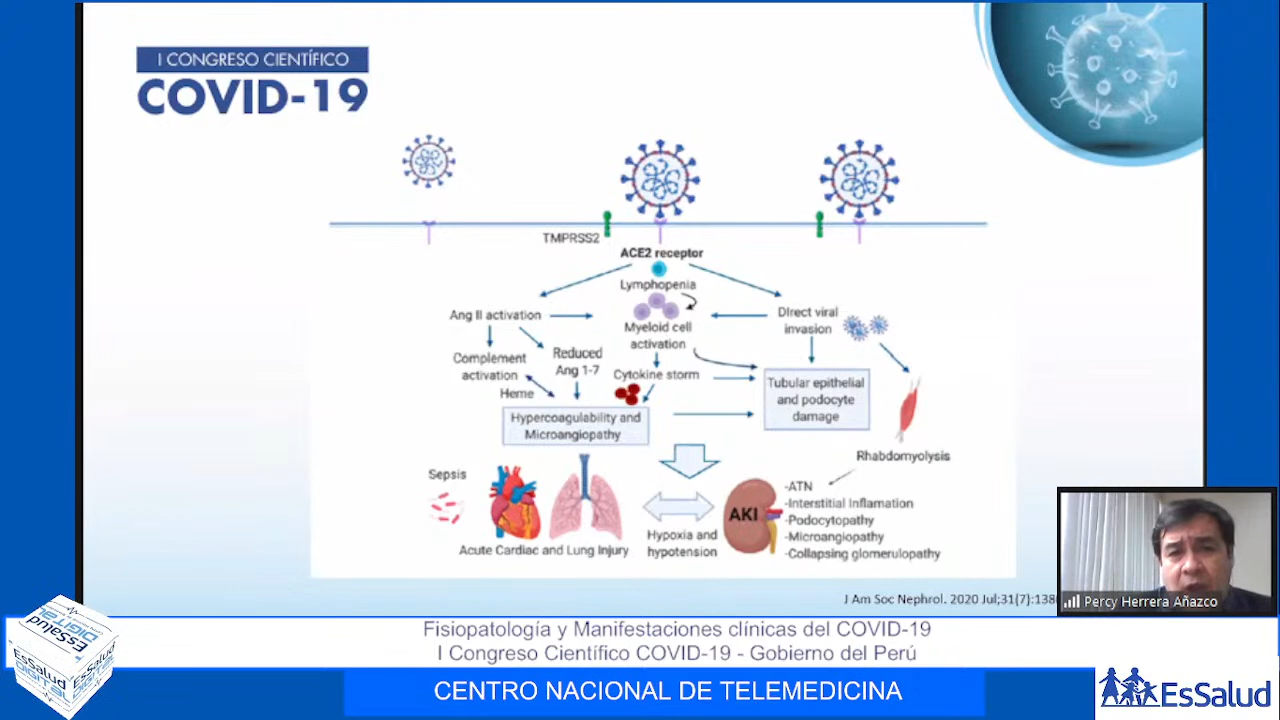 I CONGRESO CIENTÍFICO
COVID-19
TMPRSS2
ACE2 receptor
Lymphopenia
Ang II activation
Myeloid cell
activation
DIrect viral
invasion
Complement
activation
Reduced
Ang 1-7
Cytokine storm
Heme
Tubular epithelial
and podocyte
damage
Hypercoagulability and
Microangiopathy
Rhabdomyolysis
Sepsis
AKI
-ATN
-Interstitial Inflamation
-Podocytopathy
-Microangiopathy
-Collapsing glomerulopathy
Hypoxia and
hypotension
Acute Cardiac and Lung Injury
J Am Soc Nephrol. 2020 Jul;31(7):138
Percy Herrera Añazco
EsSalud
DIGITAL
EsSalud
EsSalud
Fisiopatología y Manifestaciones clínicas del COVID-19
I Congreso Científico COVID-19 - Gobierno del Perú
CENTRO NACIONAL DE TELEMEDICINA
EsSalud